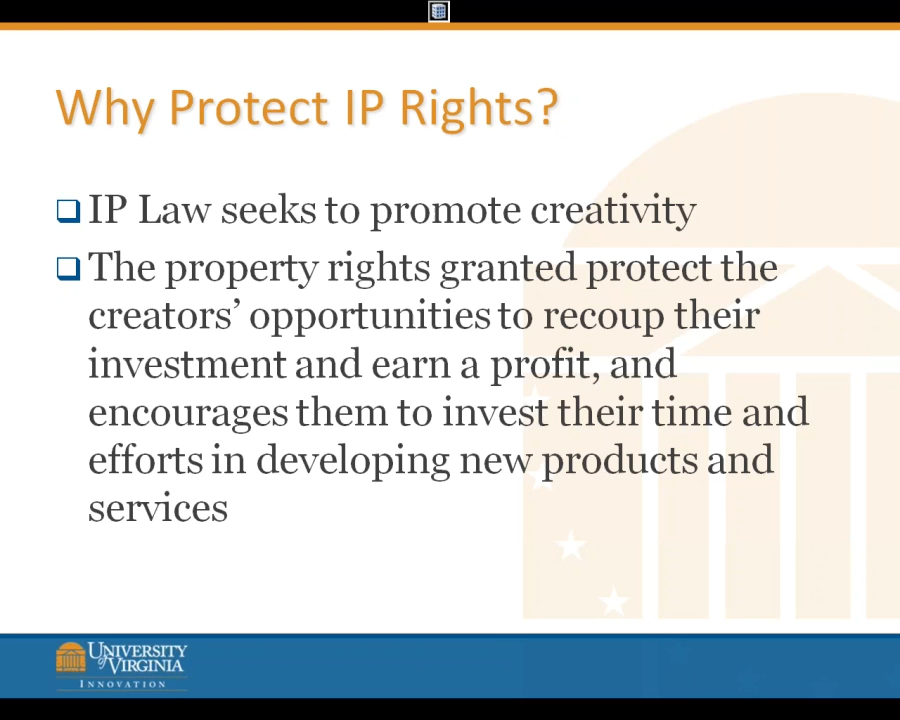 Why Protect IP Rights?
IP Law seeks to promote creativity
The property rights granted protect the
creators’ opportunities to recoup their
investment and earn a profit, and
encourages them to invest their time and
efforts in developing new products and
services
UNIVERSITY
of VIRGINIA
INNOVATION